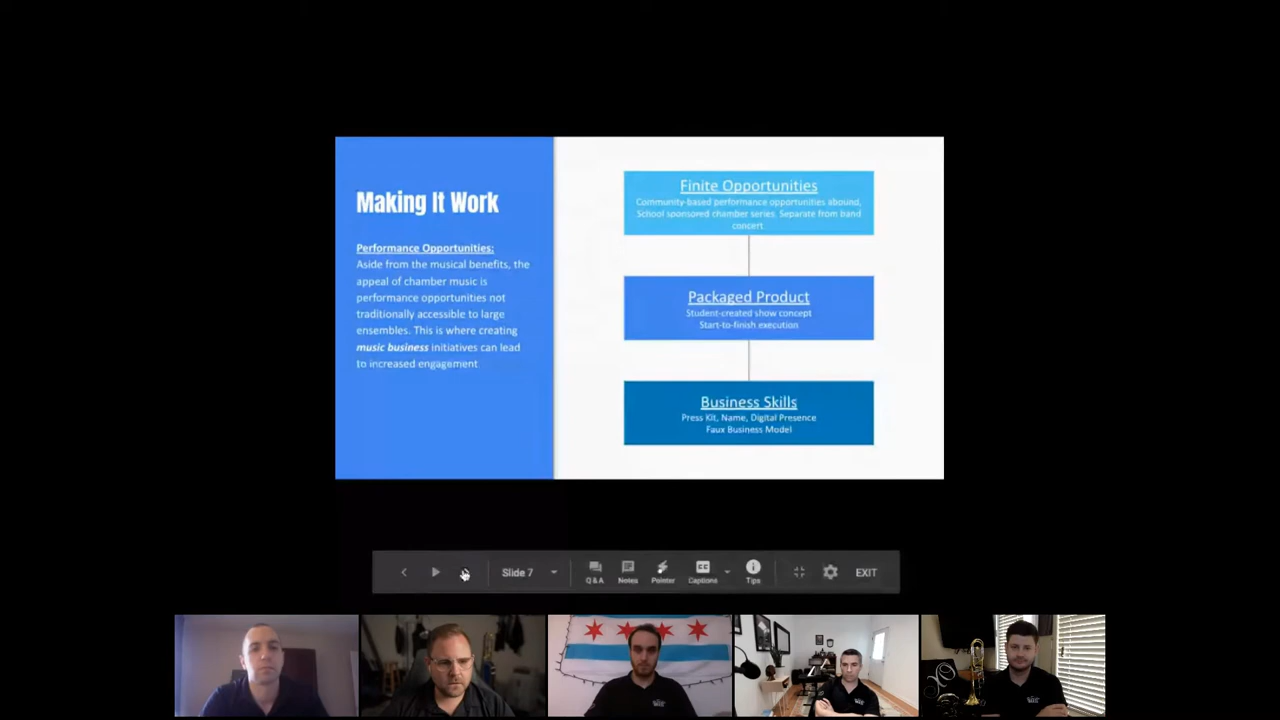 Making It Work
Performance Opportunities:
Aside from the musical benefits, the
appeal of chamber music is
performance opportunities not
traditionally accessible to large
ensembles. This is where creating
music business initiatives can lead
to increased engagement
Finite Opportunities
Community-based performance opportunities abound,
School sponsored chamber series. Separate from band
concert
Packaged Product
Student-created show concept
Start-to-finish execution
Business Skills
Press Kit, Name, Digital Presence
Faux Business Model
Slide 7
Q&A
Notes
Pointer
CC
Captions
Tips
EXIT